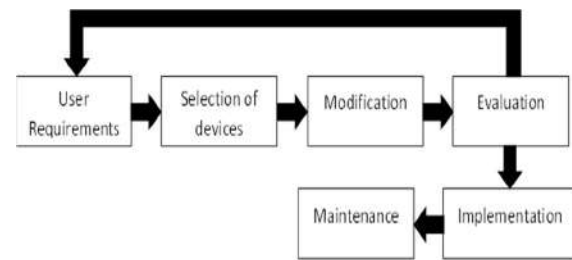 User
Requirements
Selection of
devices
Modification
Evaluation
Maintenance
Implementation